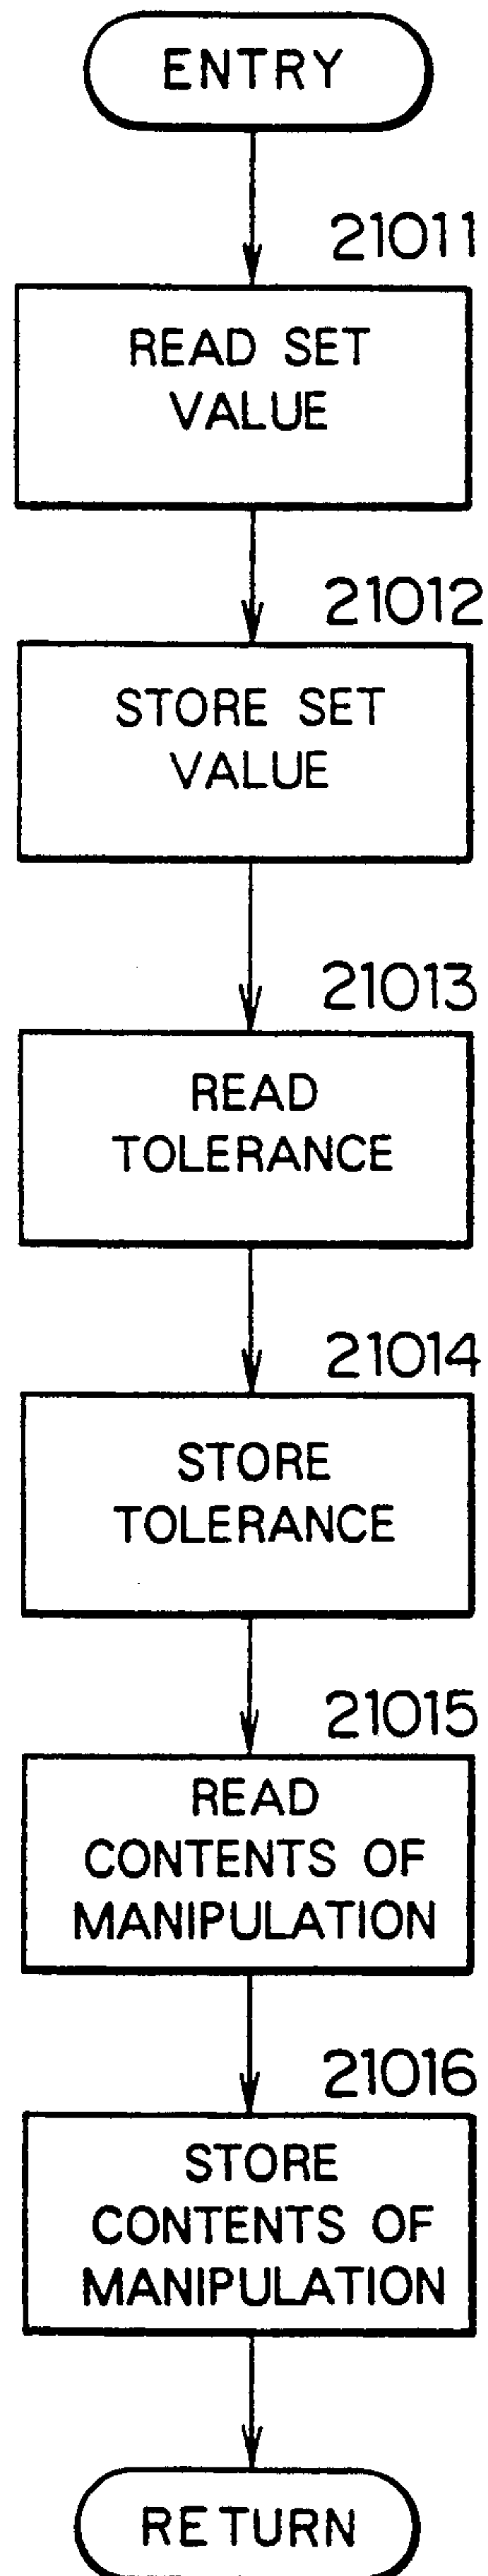 ENTRY
21011
READ SET
VALUE
21012
STORE SET
VALUE
21013
READ
TOLERANCE
21014
STORE
TOLERANCE
21015
READ
CONTENTS OF
MANIPULATION
21016
STORE
CONTENTS OF
MANIPULATION
RETURN